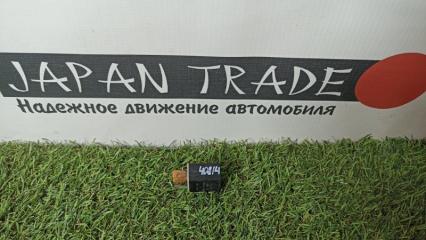 JAPAN TRADE
Надежное движение автомобиля
40814